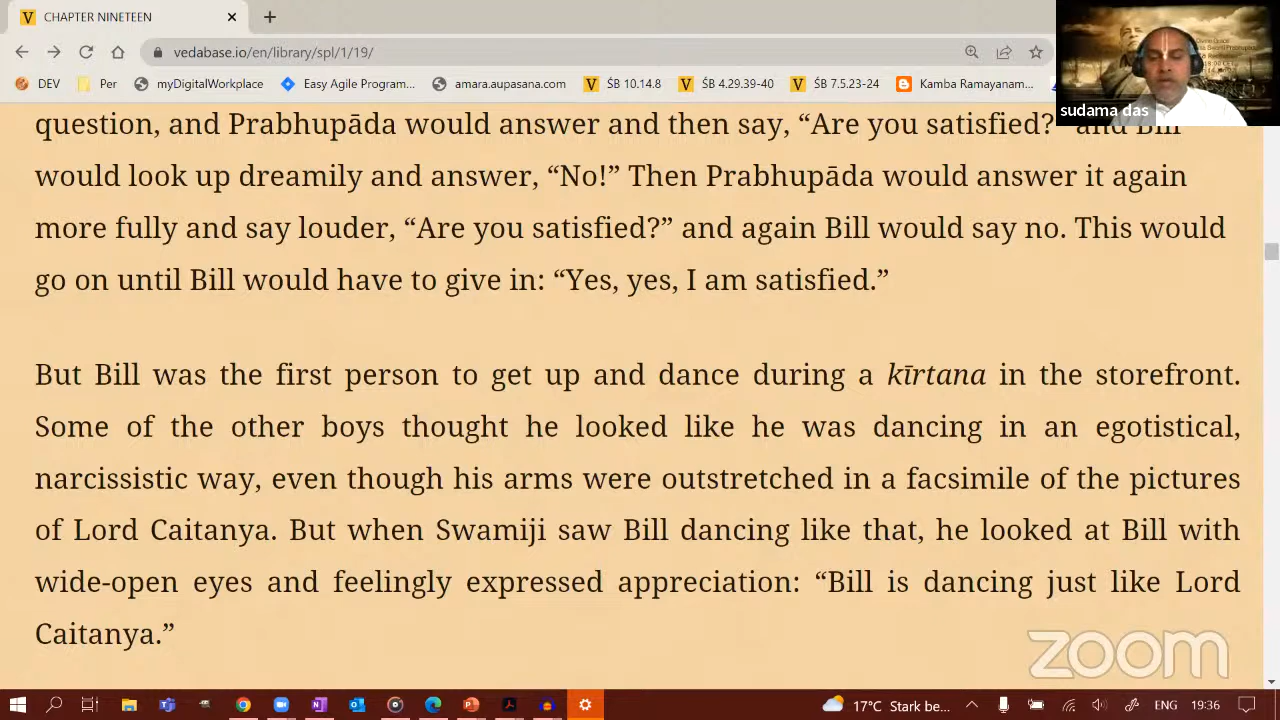 CHAPTER NINETEEN
vedabase.io/en/library/spl/1/19/
DEV Per myDigitalWorkplace Easy Agile Program... amara.aupasana.com ŚB 10.14.8 ŚB 4.29.39-40 ŚB 7.5.23-24 Kamba Ramayanam...
sudama das
question, and Prabhupāda would answer and then say, “Are you satisfied?” and Bill
would look up dreamily and answer, “No!” Then Prabhupāda would answer it again
more fully and say louder, “Are you satisfied?” and again Bill would say no. This would
go on until Bill would have to give in: “Yes, yes, I am satisfied.”
But Bill was the first person to get up and dance during a kīrtana in the storefront.
Some of the other boys thought he looked like he was dancing in an egotistical,
narcissistic way, even though his arms were outstretched in a facsimile of the pictures
of Lord Caitanya. But when Swamiji saw Bill dancing like that, he looked at Bill with
wide-open eyes and feelingly expressed appreciation: “Bill is dancing just like Lord
Caitanya.”
zoom
17°C Stark be... ENG 19:36